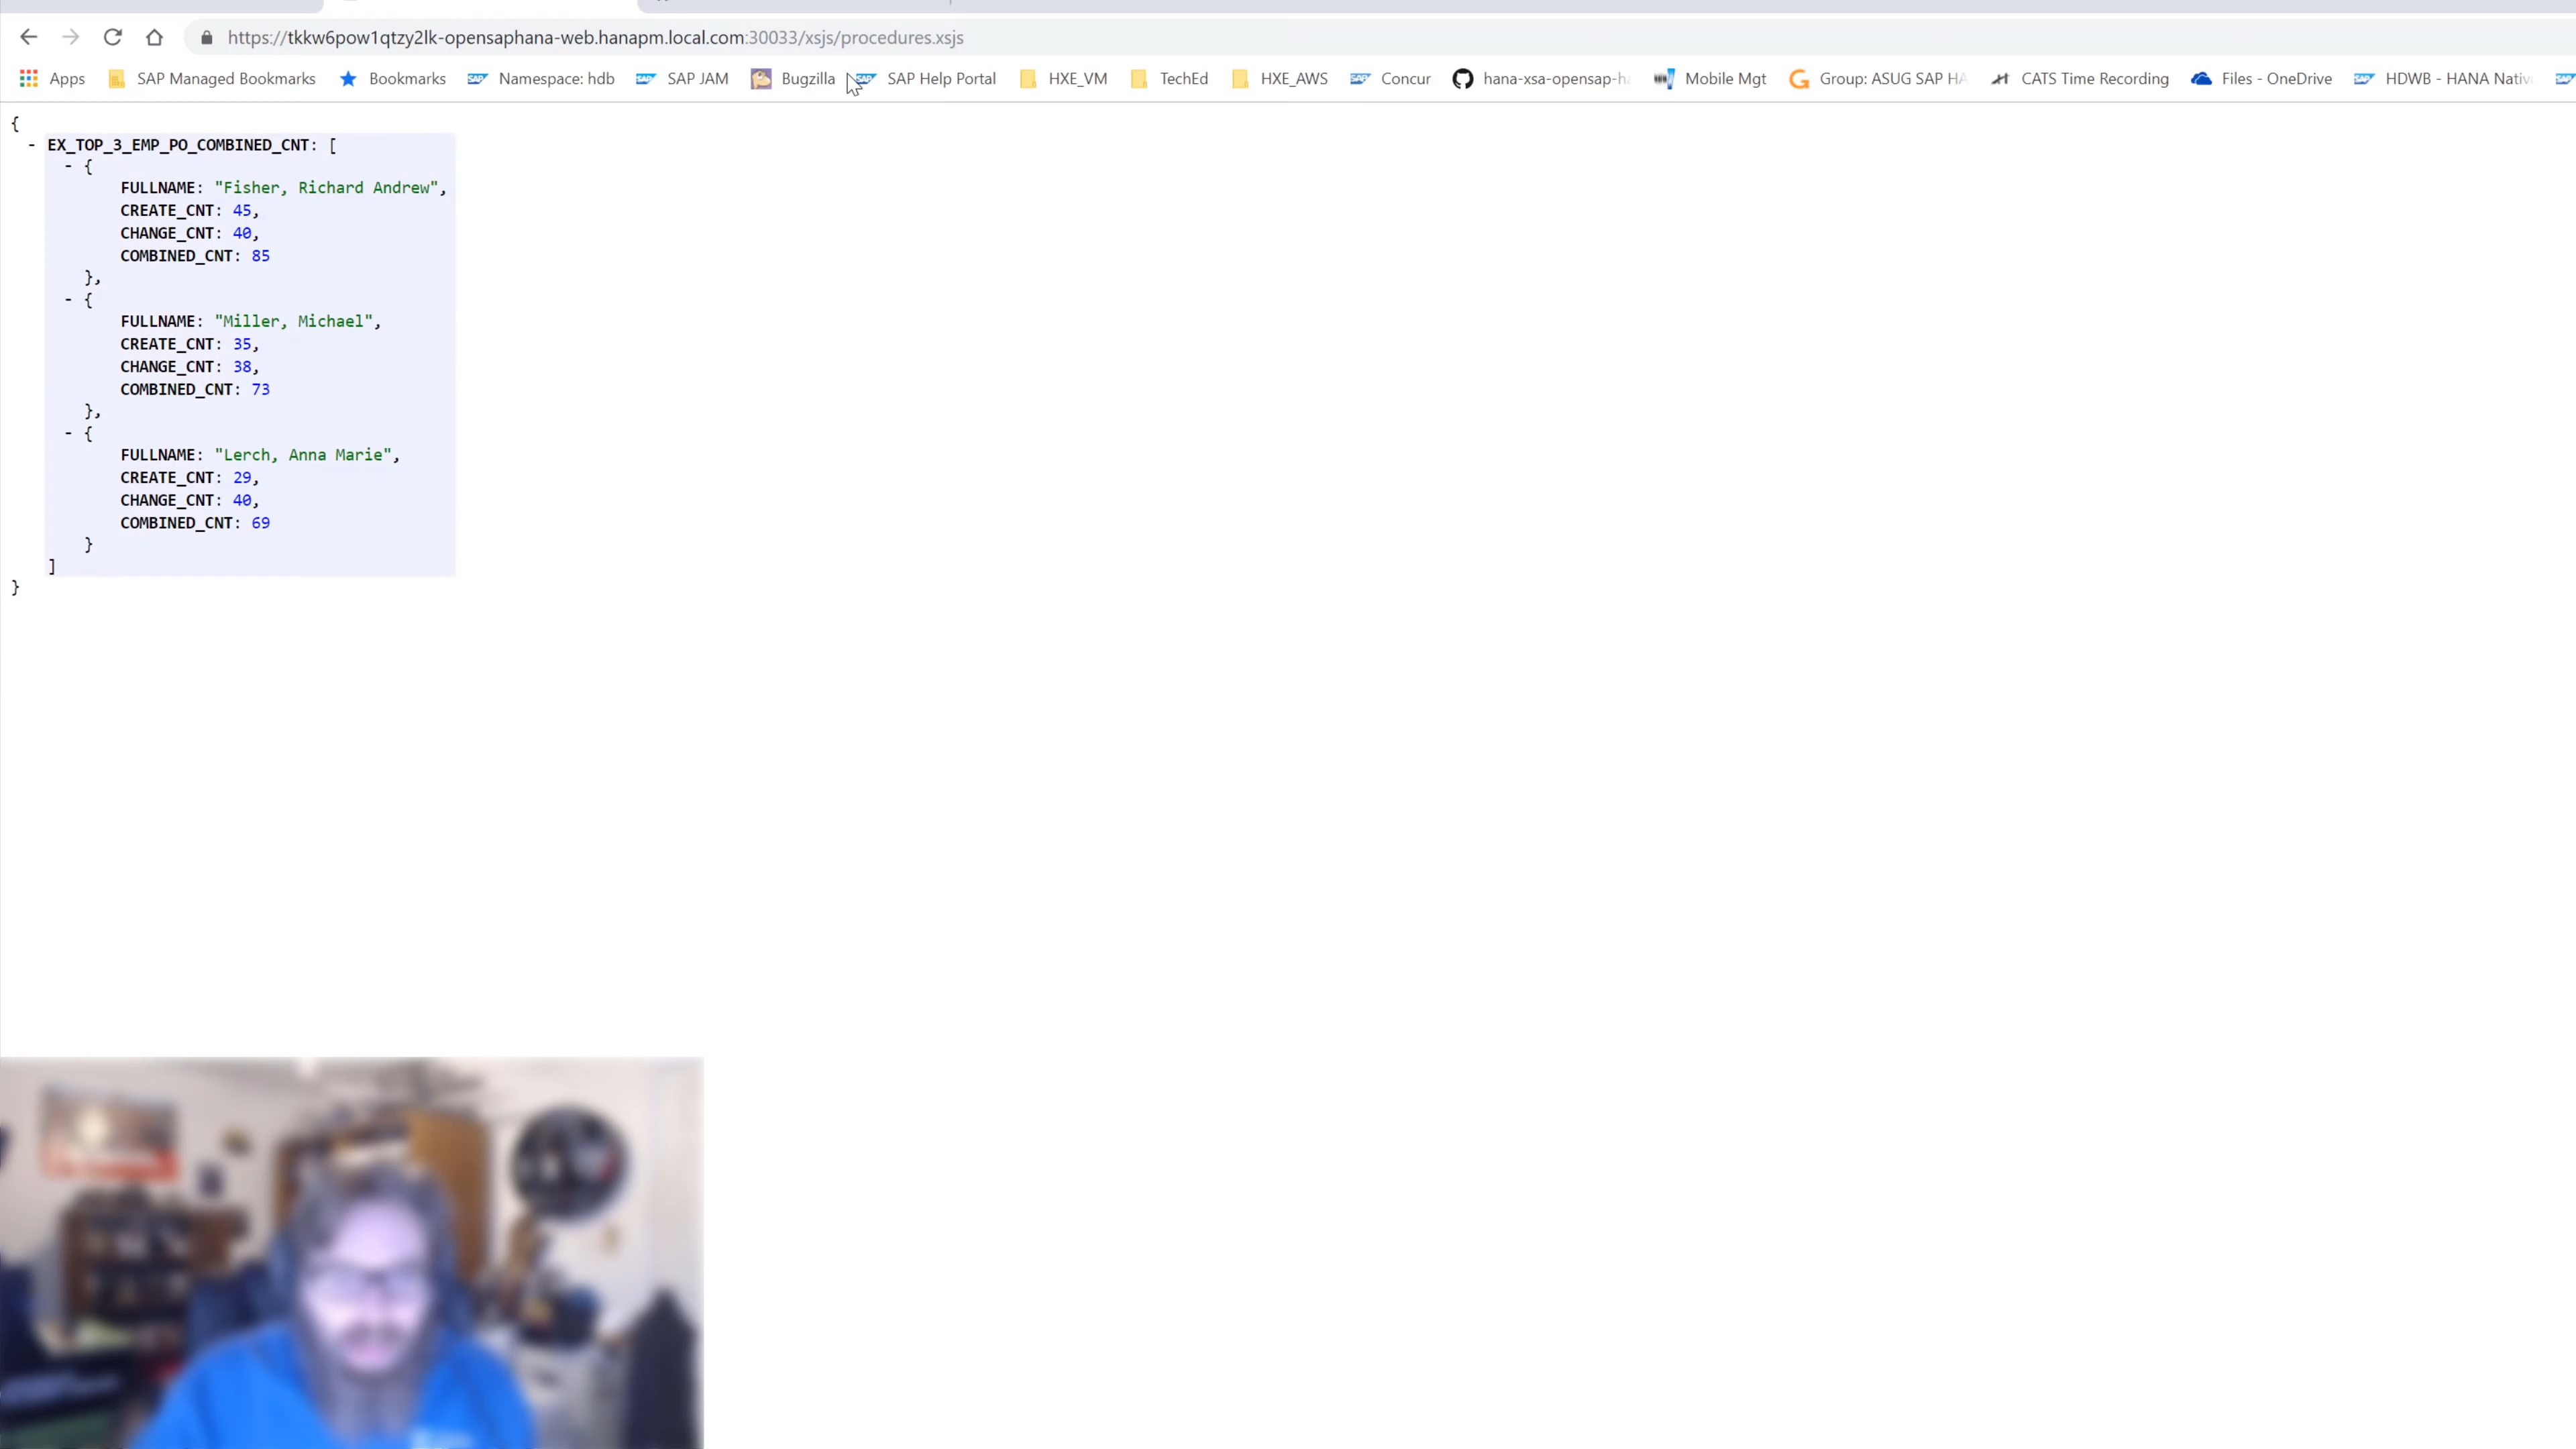 https://tkkw6pow1qtzy2lk-opensaphana-web.hanapm.local.com:30033/xsjs/procedures.xsjs
Apps SAP Managed Bookmarks Bookmarks Namespace: hdb SAP JAM Bugzilla SAP Help Portal HXE_VM TechEd HXE_AWS Concur hana-xsa-opensap-ha Mobile Mgt Group: ASUG SAP HA CATS Time Recording Files - OneDrive HDWB - HANA Nativ
{
- EX_TOP_3_EMP_PO_COMBINED_CNT: [
- {
FULLNAME: "Fisher, Richard Andrew",
CREATE_CNT: 45,
CHANGE_CNT: 40,
COMBINED_CNT: 85
},
- {
FULLNAME: "Miller, Michael",
CREATE_CNT: 35,
CHANGE_CNT: 38,
COMBINED_CNT: 73
},
- {
FULLNAME: "Lerch, Anna Marie",
CREATE_CNT: 29,
CHANGE_CNT: 40,
COMBINED_CNT: 69
}
]
}